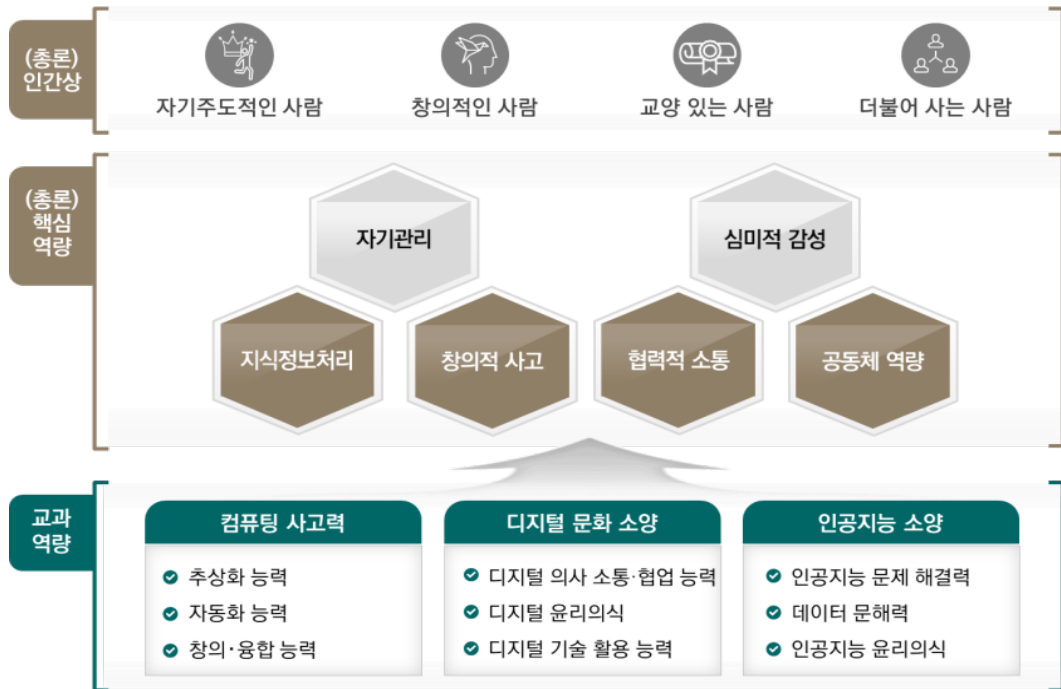 (총론)
인간상
자기주도적인 사람
창의적인 사람
교양 있는 사람
더불어 사는 사람
(총론)
핵심
역량
자기관리
심미적 감성
지식정보처리
창의적 사고
협력적 소통
공동체 역량
교과
역량
컴퓨팅 사고력
추상화 능력
자동화 능력
창의·융합 능력
디지털 문화 소양
디지털 의사 소통·협업 능력
디지털 윤리의식
디지털 기술 활용 능력
인공지능 소양
인공지능 문제 해결력
데이터 문해력
인공지능 윤리의식